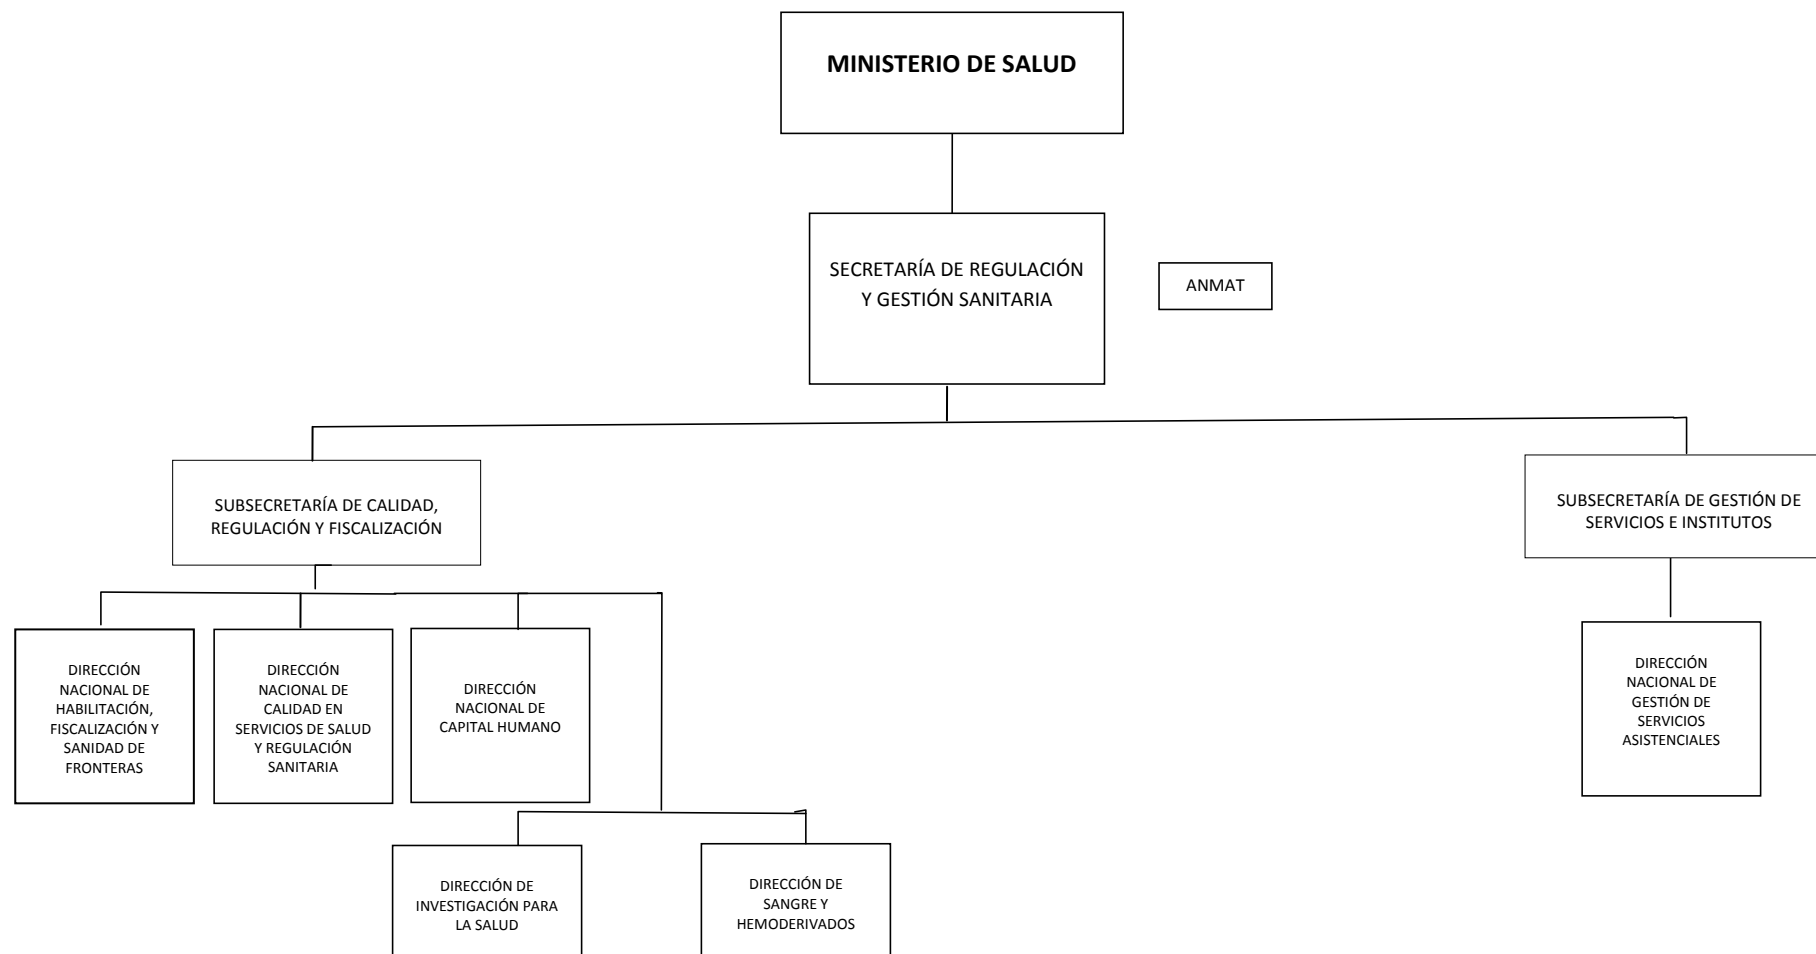 MINISTERIO DE SALUD
SECRETARÍA DE REGULACIÓN
Y GESTIÓN SANITARIA
ANMAT
SUBSECRETARÍA DE CALIDAD,
REGULACIÓN Y FISCALIZACIÓN
SUBSECRETARÍA DE GESTIÓN DE
SERVICIOS E INSTITUTOS
DIRECCIÓN
NACIONAL DE
HABILITACIÓN,
FISCALIZACIÓN Y
SANIDAD DE
FRONTERAS
DIRECCIÓN
NACIONAL DE
CALIDAD EN
SERVICIOS DE SALUD
Y REGULACIÓN
SANITARIA
DIRECCIÓN
NACIONAL DE
CAPITAL HUMANO
DIRECCIÓN
NACIONAL DE
GESTIÓN DE
SERVICIOS
ASISTENCIALES
DIRECCIÓN DE
INVESTIGACIÓN PARA
LA SALUD
DIRECCIÓN DE
SANGRE Y
HEMODERIVADOS